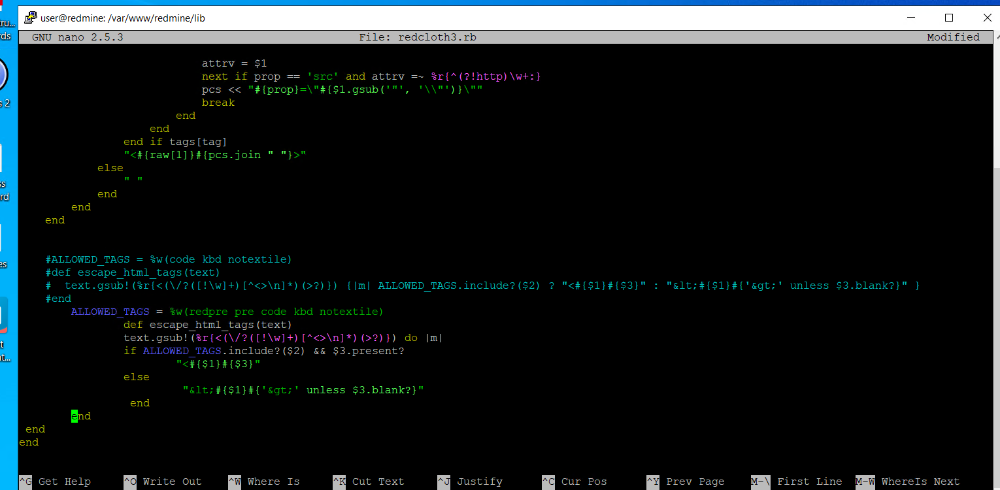 user@redmine: /var/www/redmine/lib
GNU nano 2.5.3 File: redcloth3.rb Modified
attrv = $1
next if prop == 'src' and attrv =~ %r{^(?!http)\w+:}
pcs << "#{prop}=\"#{$1.gsub('"', '\\"')}\""
break
end
end
end if tags[tag]
"<#{raw[1]}#{pcs.join " "}>"
else
" "
end
end
end
#ALLOWED_TAGS = %w(code kbd notextile)
#def escape_html_tags(text)
#  text.gsub!(%r{<(\/?([!\w]+)[^<>\n]*)(>?)}) {|m| ALLOWED_TAGS.include?($2) ? "<#{$1}#{$3}" : "&lt;#{$1}#{'&gt;' unless $3.blank?}" }
#end
ALLOWED_TAGS = %w(redpre pre code kbd notextile)
def escape_html_tags(text)
text.gsub!(%r{<(\/?([!\w]+)[^<>\n]*)(>?)}) do |m|
if ALLOWED_TAGS.include?($2) && $3.present?
"<#{$1}#{$3}"
else
"&lt;#{$1}#{'&gt;' unless $3.blank?}"
end
end
end
end
^G Get Help ^O Write Out ^W Where Is ^K Cut Text ^J Justify ^C Cur Pos ^Y Prev Page M-\ First Line M-W WhereIs Next